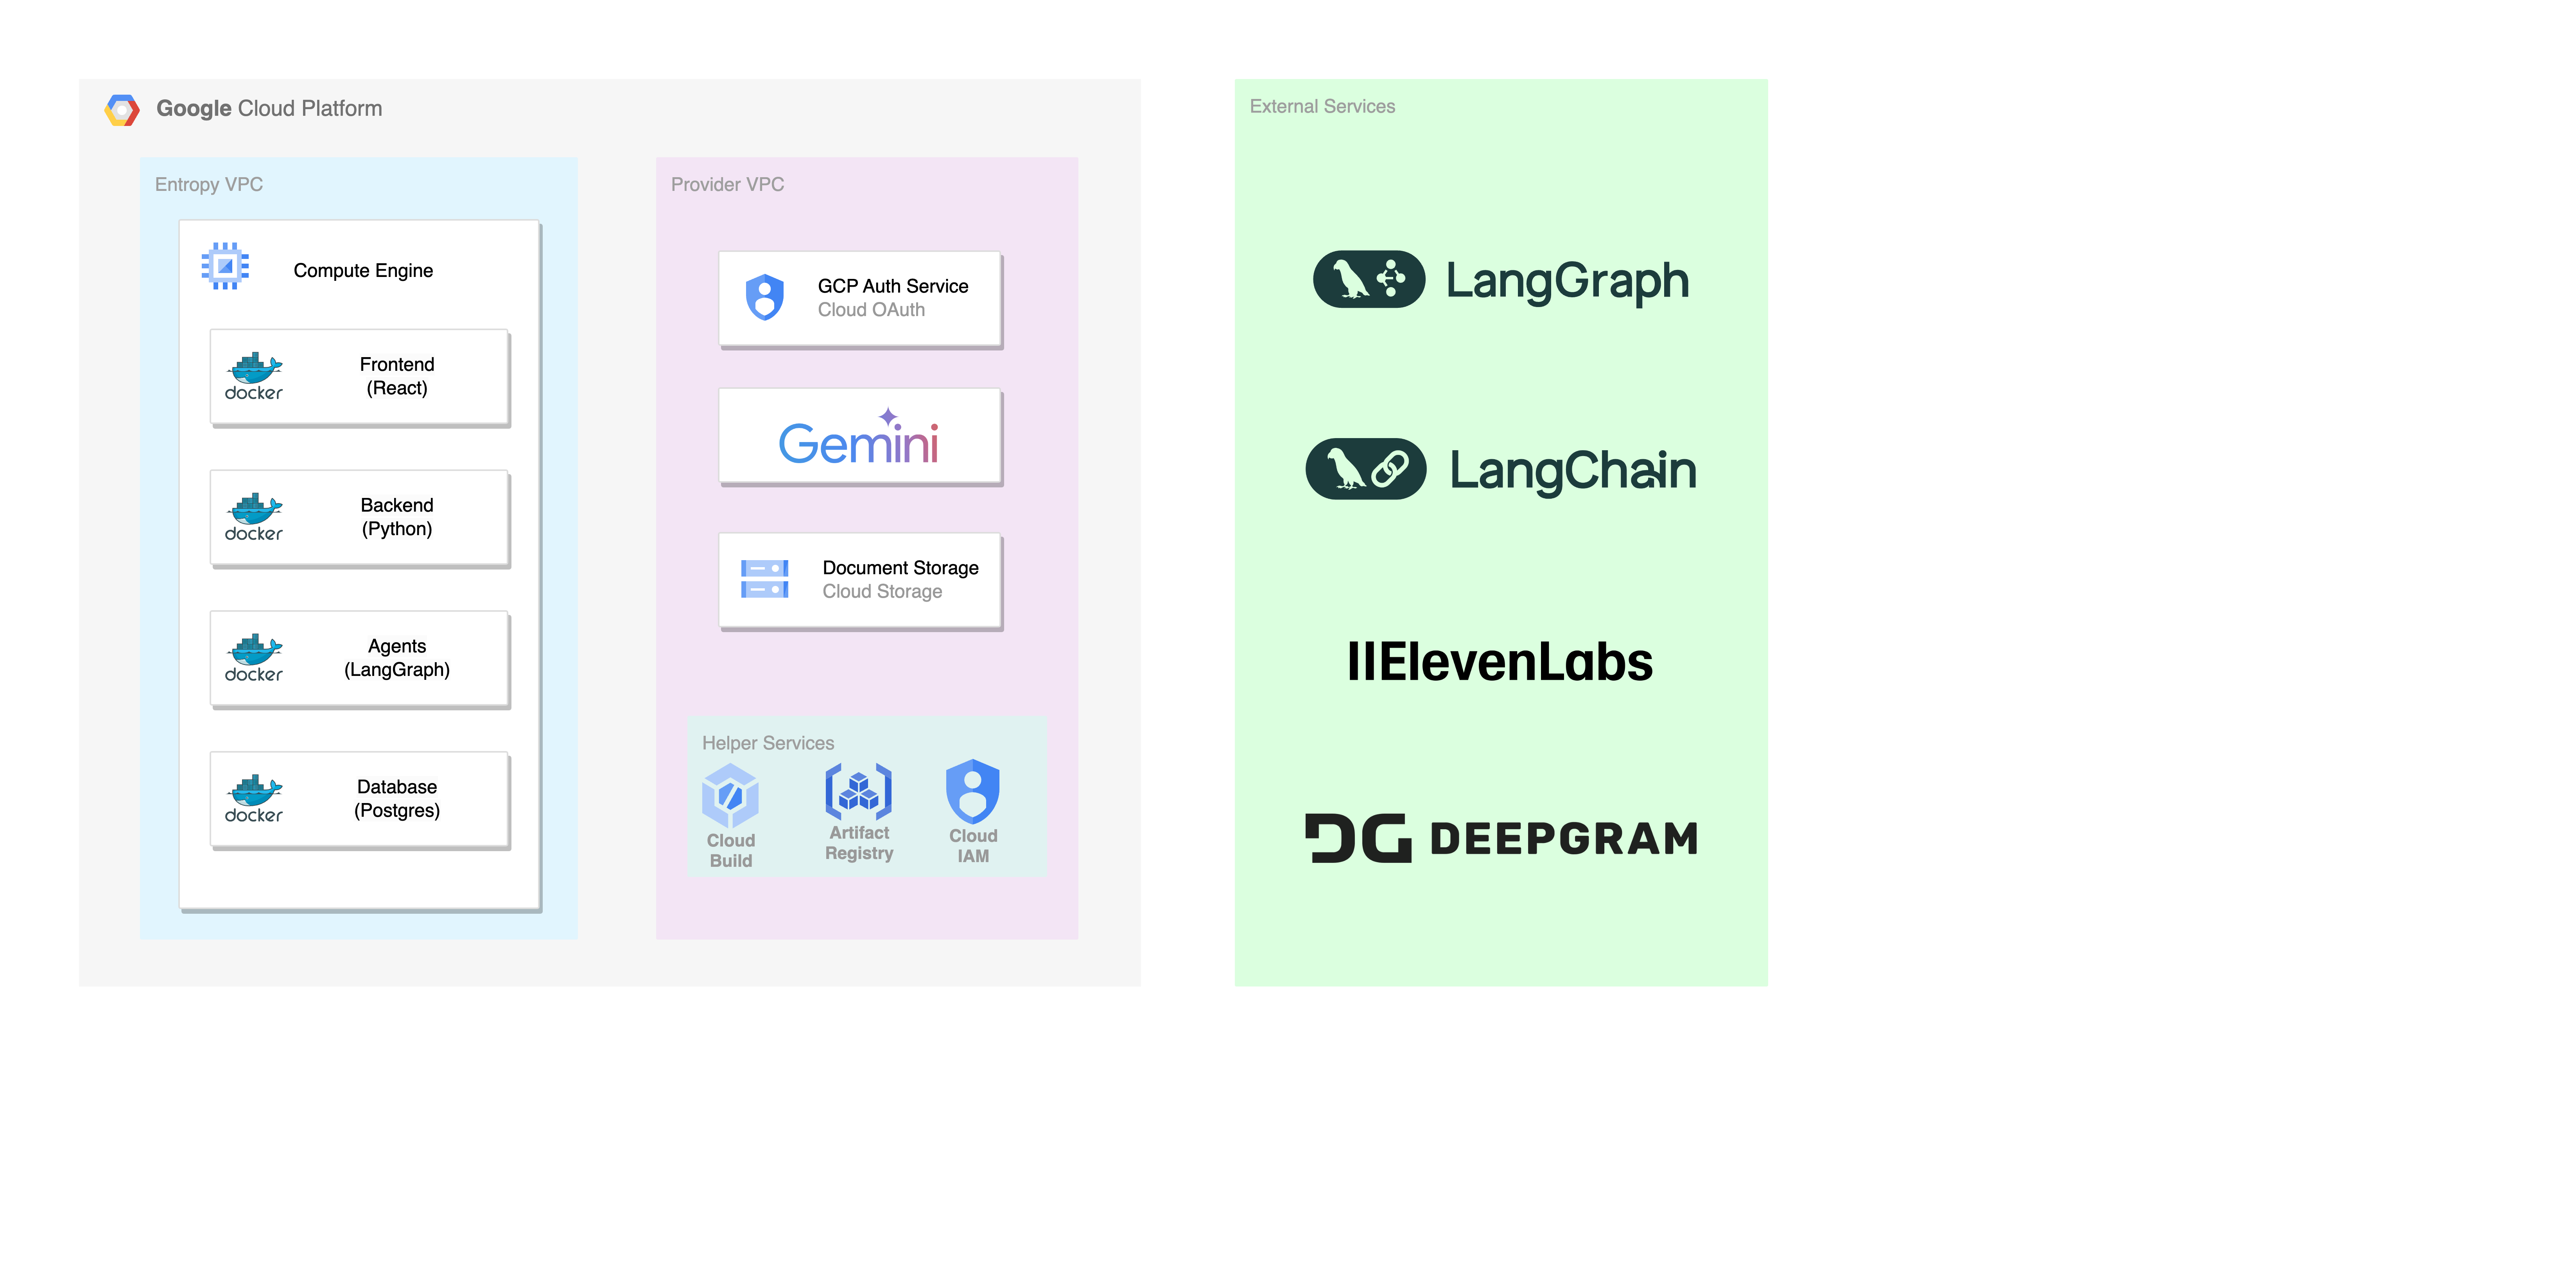 Google Cloud Platform
Entropy VPC
Compute Engine
docker
Frontend
(React)
docker
Backend
(Python)
docker
Agents
(LangGraph)
docker
Database
(Postgres)
Provider VPC
GCP Auth Service
Cloud OAuth
Gemini
Document Storage
Cloud Storage
Helper Services
Cloud
Build
Artifact
Registry
Cloud
IAM
External Services
LangGraph
LangChain
IIElevenLabs
DG DEEPGRAM